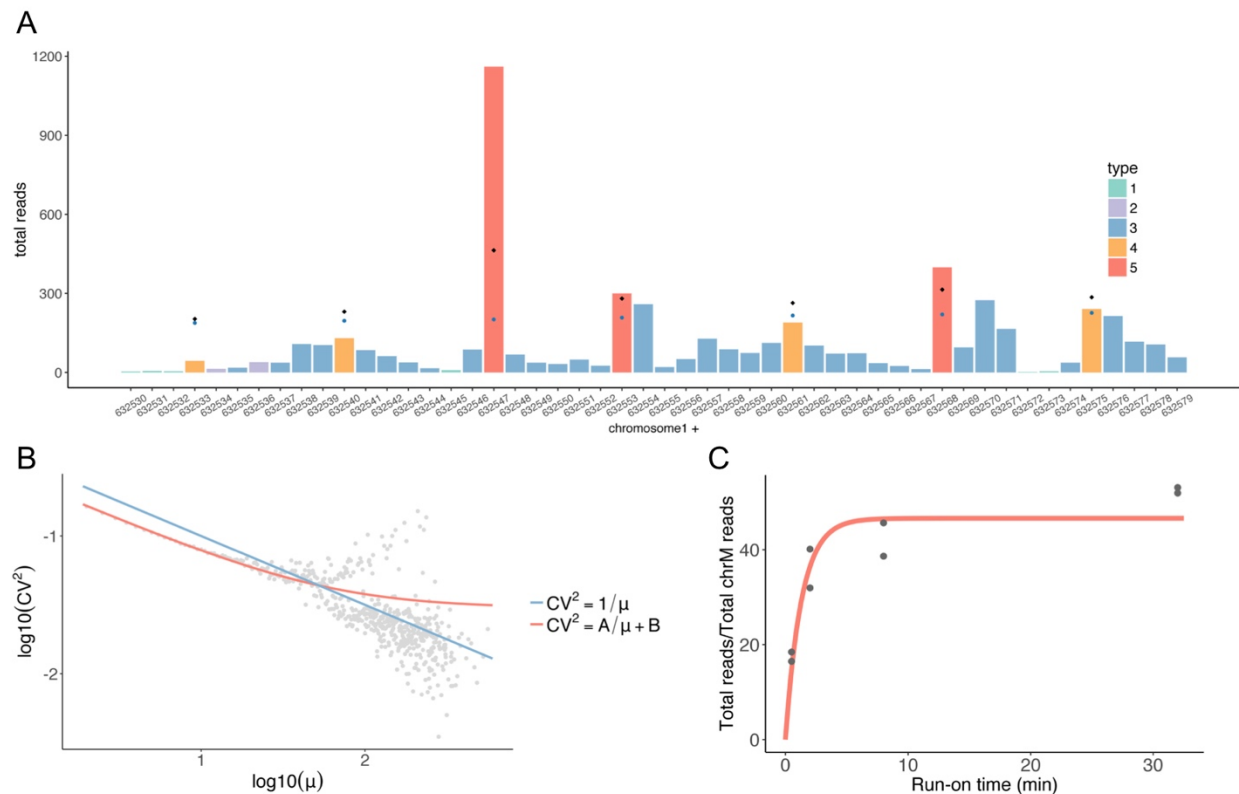 A
1200
900
600
300
0
total reads
type
1
2
3
4
5
632530 632531 632532 632533 632534 632535 632536 632537 632538 632539 632540 632541 632542 632543 632544 632545 632546 632547 632548 632549 632550 632551 632552 632553 632554 632555 632556 632557 632558 632559 632560 632561 632562 632563 632564 632565 632566 632567 632568 632569 632570 632571 632572 632573 632574 632575 632576 632577 632578 632579
chromosome1 +
B
-1
-2
log10(CV²)
1 2
log10(μ)
CV² = 1/μ
CV² = A/μ + B
C
40
20
0
Total reads/Total chrM reads
0 10 20 30
Run-on time (min)